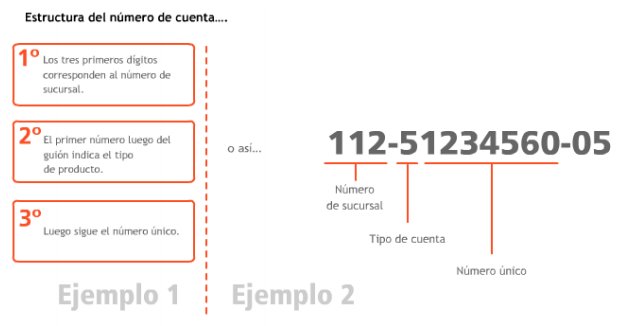 Estructura del número de cuenta....
1º Los tres primeros dígitos
corresponden al número de
sucursal.
2º El primer número luego del
guión indica el tipo
de producto.
3º
Luego sigue el número único.
Ejemplo 1
o así...
112-51234560-05
Número
de sucursal
Tipo de cuenta
Número único
Ejemplo 2